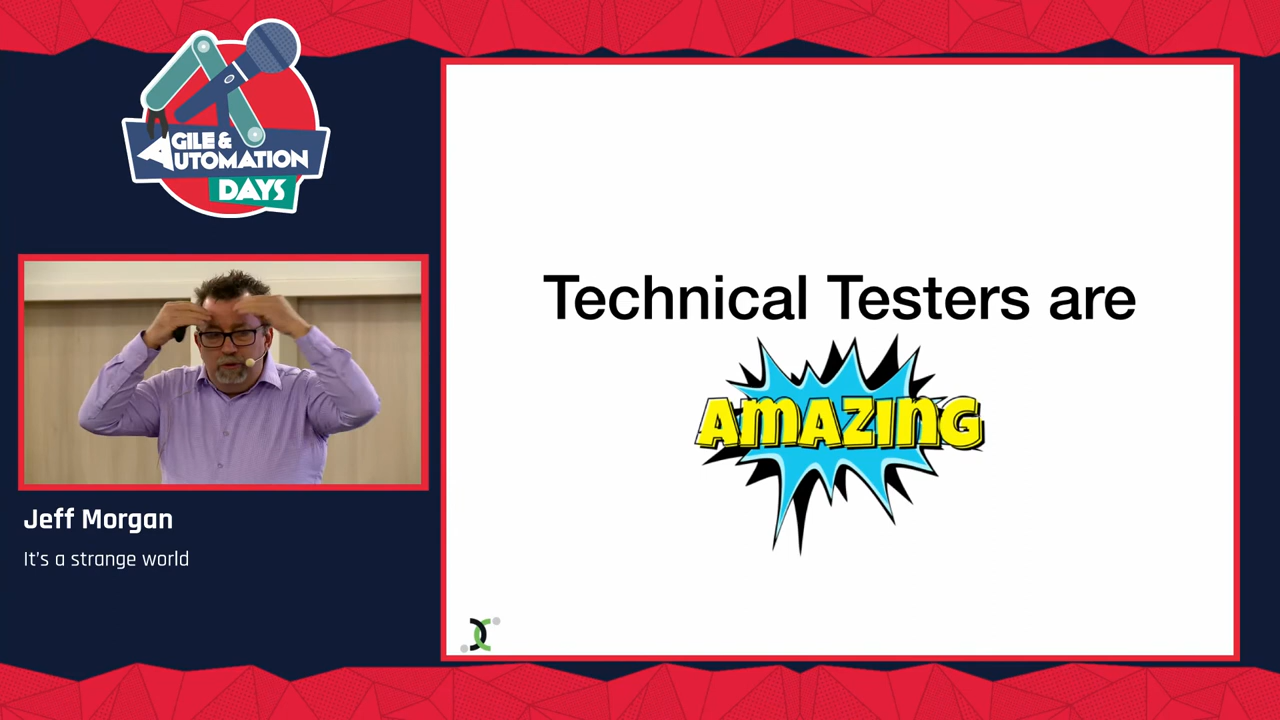 AGILE &
AUTOMATION
DAYS
Technical Testers are
AMAZING
Jeff Morgan
It's a strange world